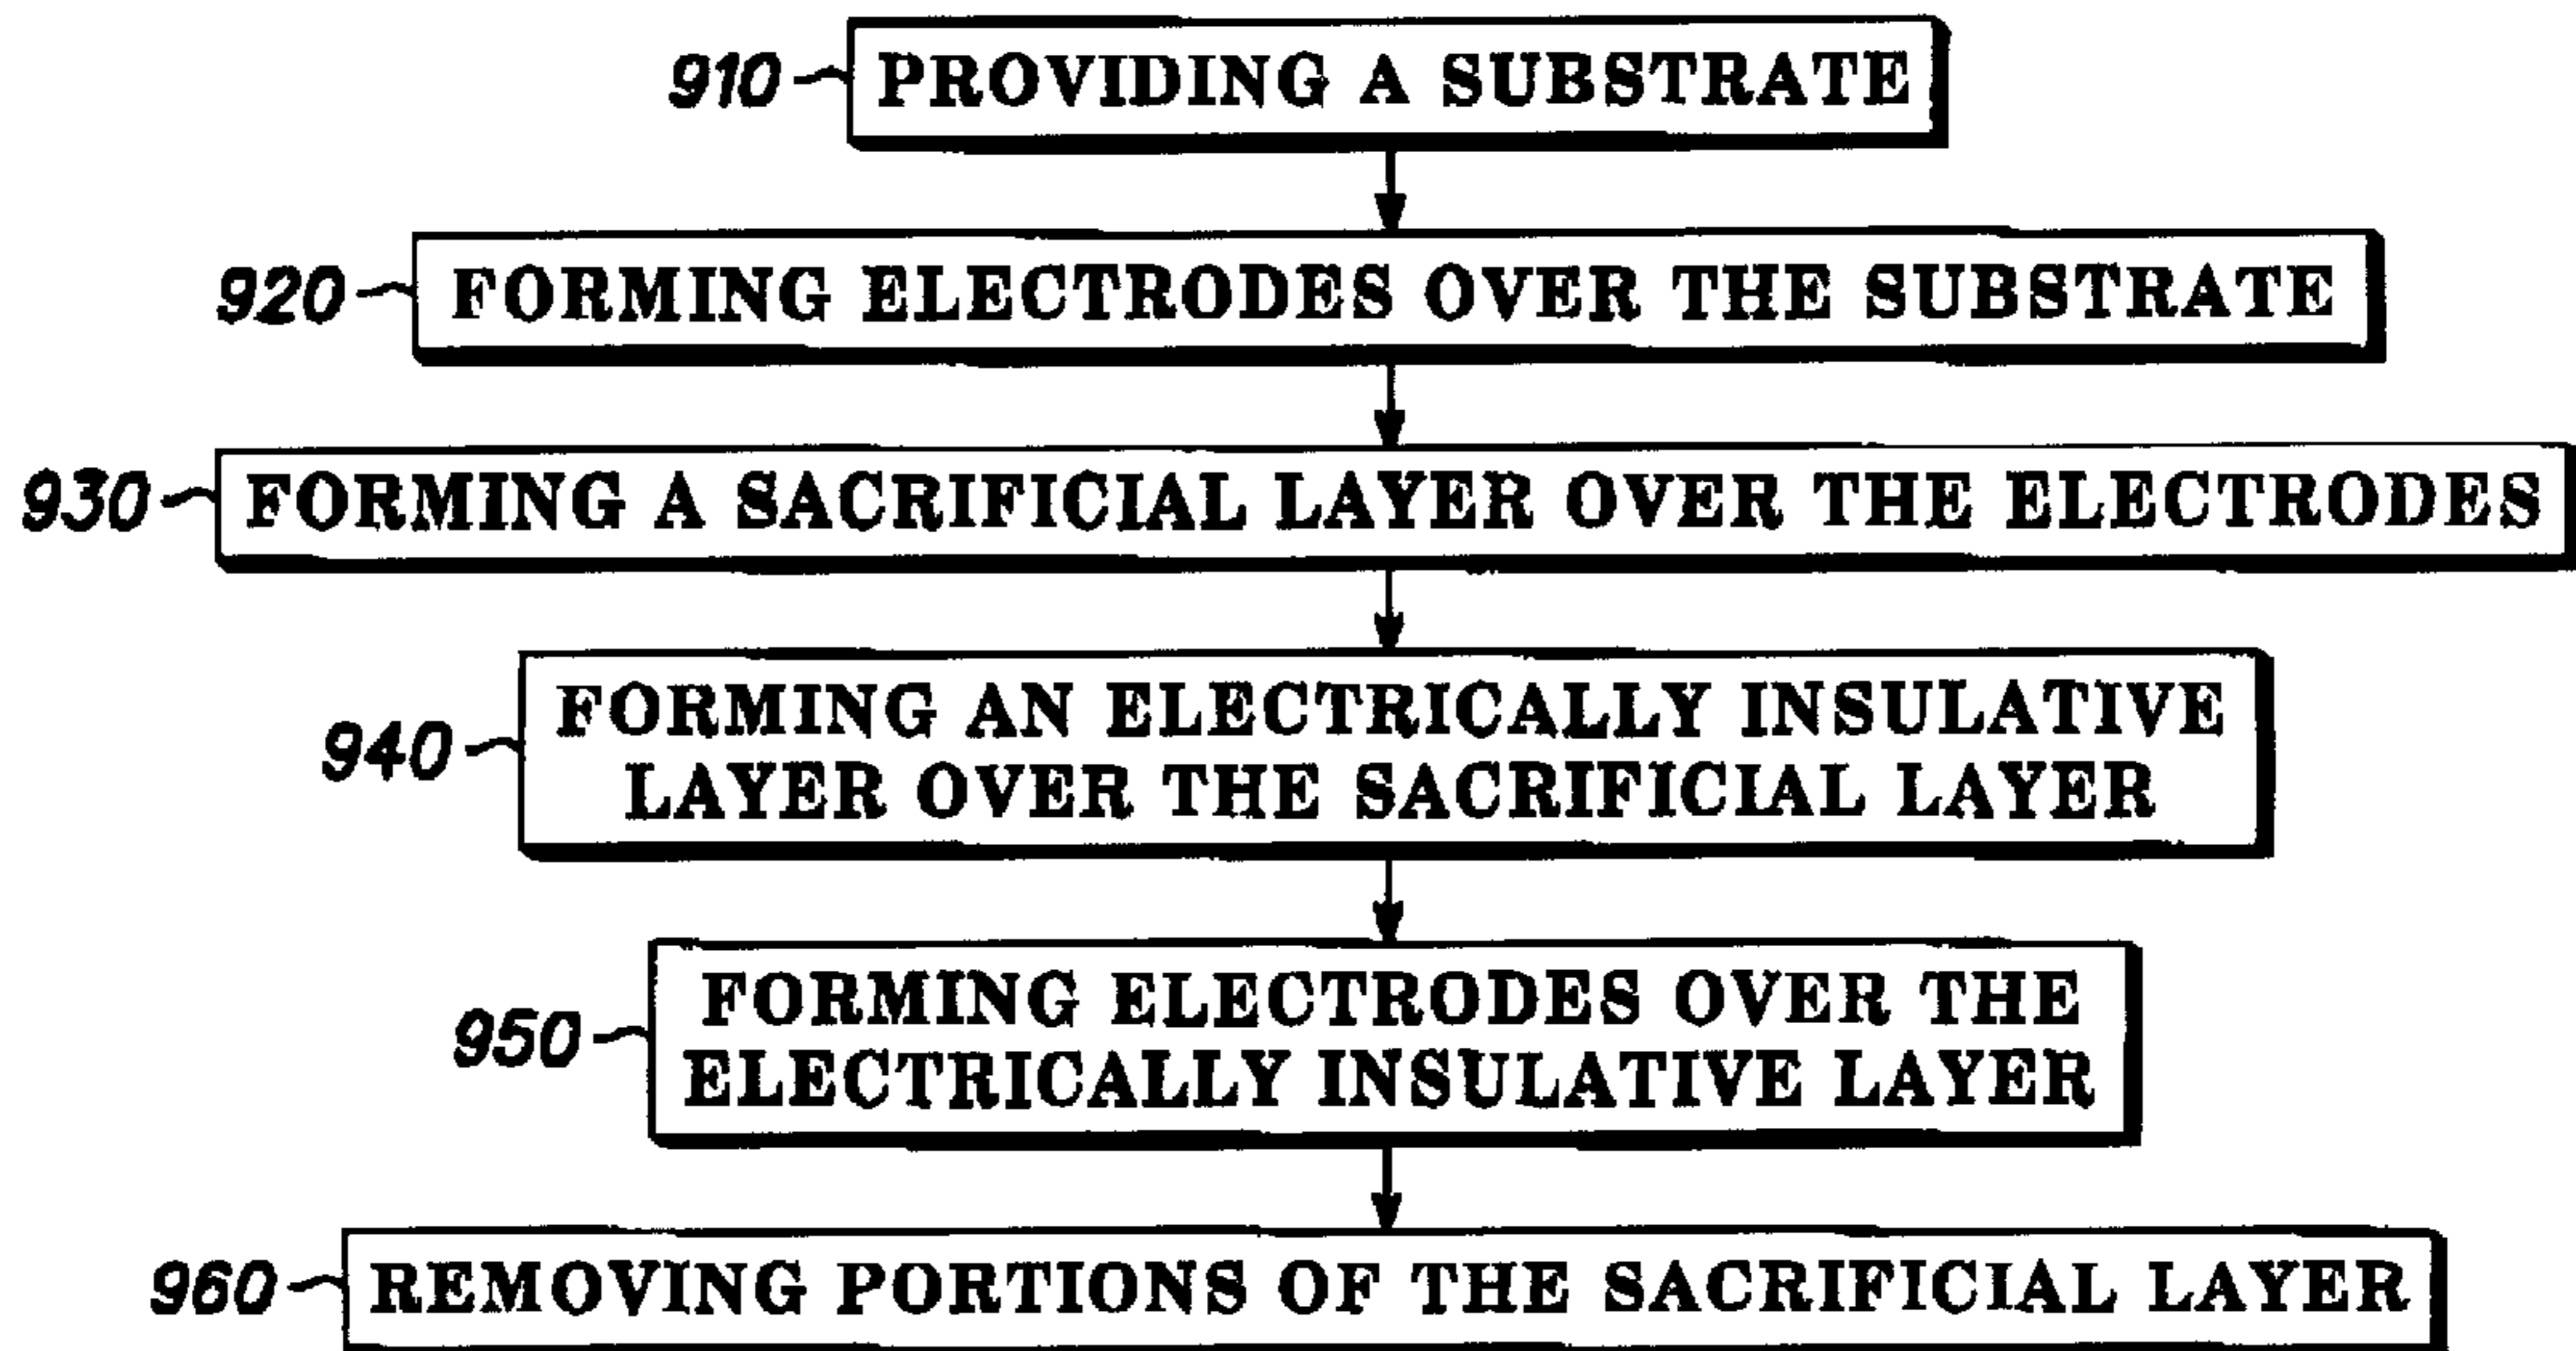 910 PROVIDING A SUBSTRATE
920 FORMING ELECTRODES OVER THE SUBSTRATE
930 FORMING A SACRIFICIAL LAYER OVER THE ELECTRODES
940 FORMING AN ELECTRICALLY INSULATIVE
LAYER OVER THE SACRIFICIAL LAYER
950 FORMING ELECTRODES OVER THE
ELECTRICALLY INSULATIVE LAYER
960 REMOVING PORTIONS OF THE SACRIFICIAL LAYER